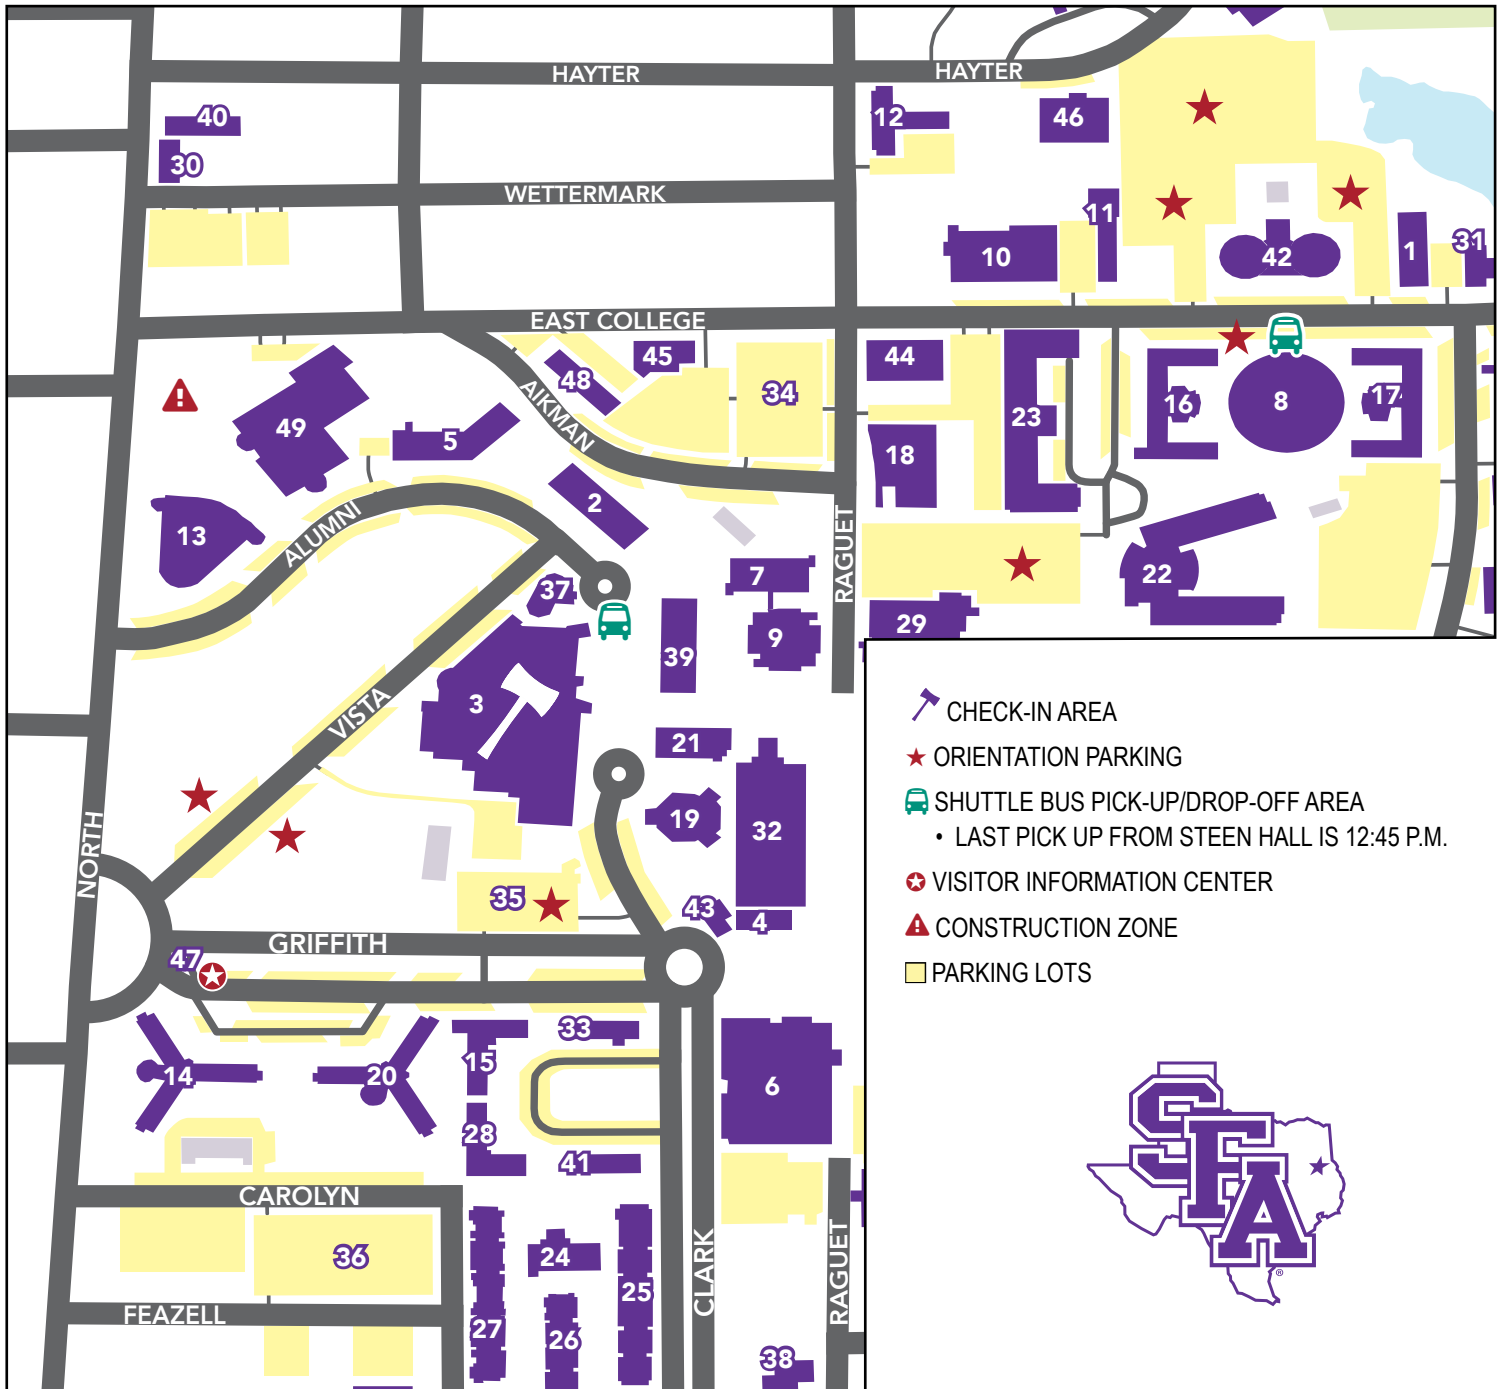 HAYTER
HAYTER
40
12
46
30
WETTERMARK
11
10
42
1
31
EAST COLLEGE
45
44
48
34
16
8
17
AIKMAN
23
49
5
18
2
13
ALUMNI
RAGUET
7
22
37
9
29
39
3
VISTA
21
19
32
NORTH
35
43
4
GRIFFITH
47
33
15
14
20
6
28
41
CAROLYN
36
24
25
CLARK
RAGUET
FEAZELL
27
26
38
CHECK-IN AREA
ORIENTATION PARKING
SHUTTLE BUS PICK-UP/DROP-OFF AREA
• LAST PICK UP FROM STEEN HALL IS 12:45 P.M.
VISITOR INFORMATION CENTER
CONSTRUCTION ZONE
PARKING LOTS
SFA
®